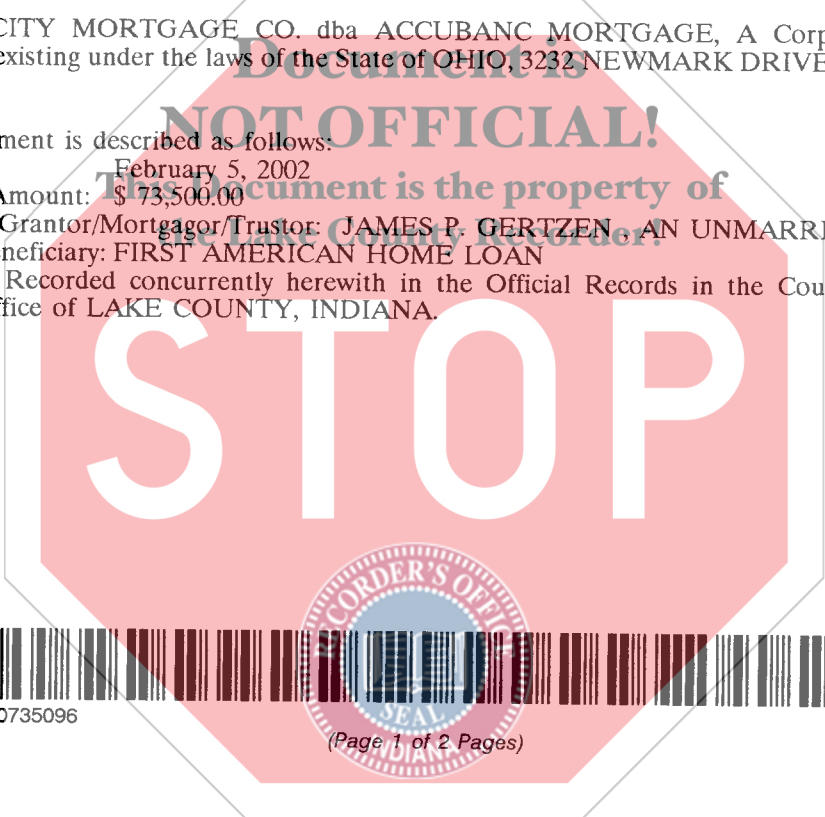 CITY MORTGAGE CO. dba ACCUBANC MORTGAGE, A Corp
existing under the laws of the State of OHIO, 3232 NEWMARK DRIVE
Document is
NOT OFFICIAL!
ment is described as follows:
February 5, 2002
This Document is the property of
Amount: $ 73,500.00
Grantor/Mortgagor/Trustor: JAMES P. GERTZEN , AN UNMARRI
the Lake County Recorder!
neficiary: FIRST AMERICAN HOME LOAN
Recorded concurrently herewith in the Official Records in the Cou
ffice of LAKE COUNTY, INDIANA.
STOP
RECORDER'S OFFICE
SEAL
INDIANA
0735096
(Page 1 of 2 Pages)